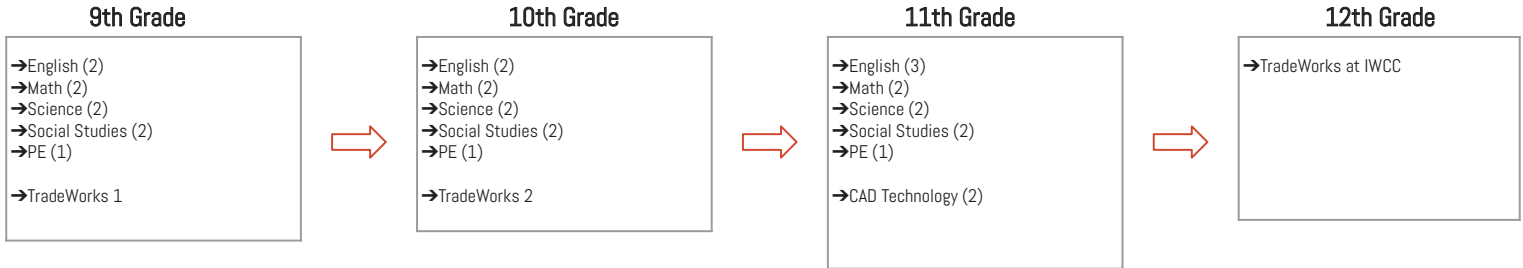 9th Grade
➔English (2)
➔Math (2)
➔Science (2)
➔Social Studies (2)
➔PE (1)
➔TradeWorks 1
10th Grade
➔English (2)
➔Math (2)
➔Science (2)
➔Social Studies (2)
➔PE (1)
➔TradeWorks 2
11th Grade
➔English (3)
➔Math (2)
➔Science (2)
➔Social Studies (2)
➔PE (1)
➔CAD Technology (2)
12th Grade
➔TradeWorks at IWCC